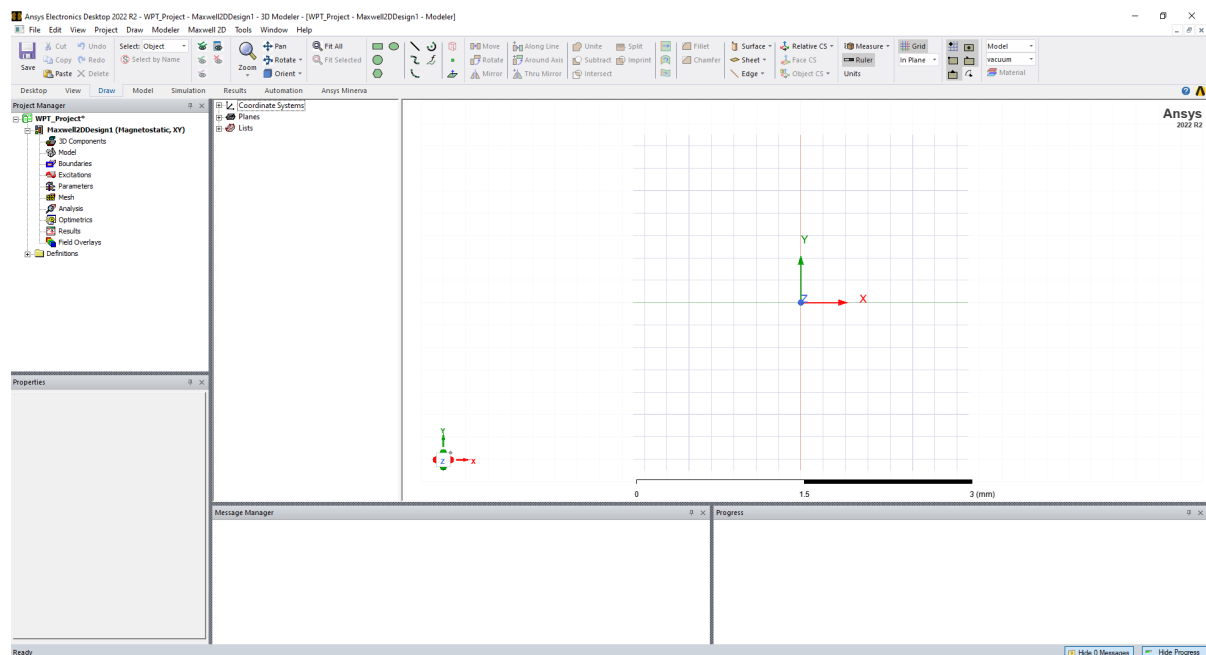 Ansys Electronics Desktop 2022 R2 - WPT_Project - Maxwell2DDesign1 - 3D Modeler - [WPT_Project - Maxwell2DDesign1 - Modeler]
File Edit View Project Draw Modeler Maxwell 2D Tools Window Help
Save
Cut Undo Select: Object
Copy Redo Select by Name
Paste Delete
Zoom
Pan Fit All
Rotate Fit Selected
Orient
Move Along Line Unite Split Fillet
Rotate Around Axis Subtract Imprint Chamfer
Mirror Thru Mirror Intersect
Surface Relative CS Measure Grid Model
Sheet Face CS Ruler In Plane vacuum
Edge Object CS Units Material
Desktop View Draw Model Simulation Results Automation Ansys Minerva
Project Manager
WPT_Project*
Maxwell2DDesign1 (Magnetostatic, XY)
3D Components
Model
Boundaries
Excitations
Parameters
Mesh
Analysis
Optimetrics
Results
Field Overlays
Definitions
Coordinate Systems
Planes
Lists
Ansys
2022 R2
Y
Z X
Y
Z X
0 1.5 3 (mm)
Properties
Message Manager
Progress
Ready
Hide 0 Messages Hide Progress